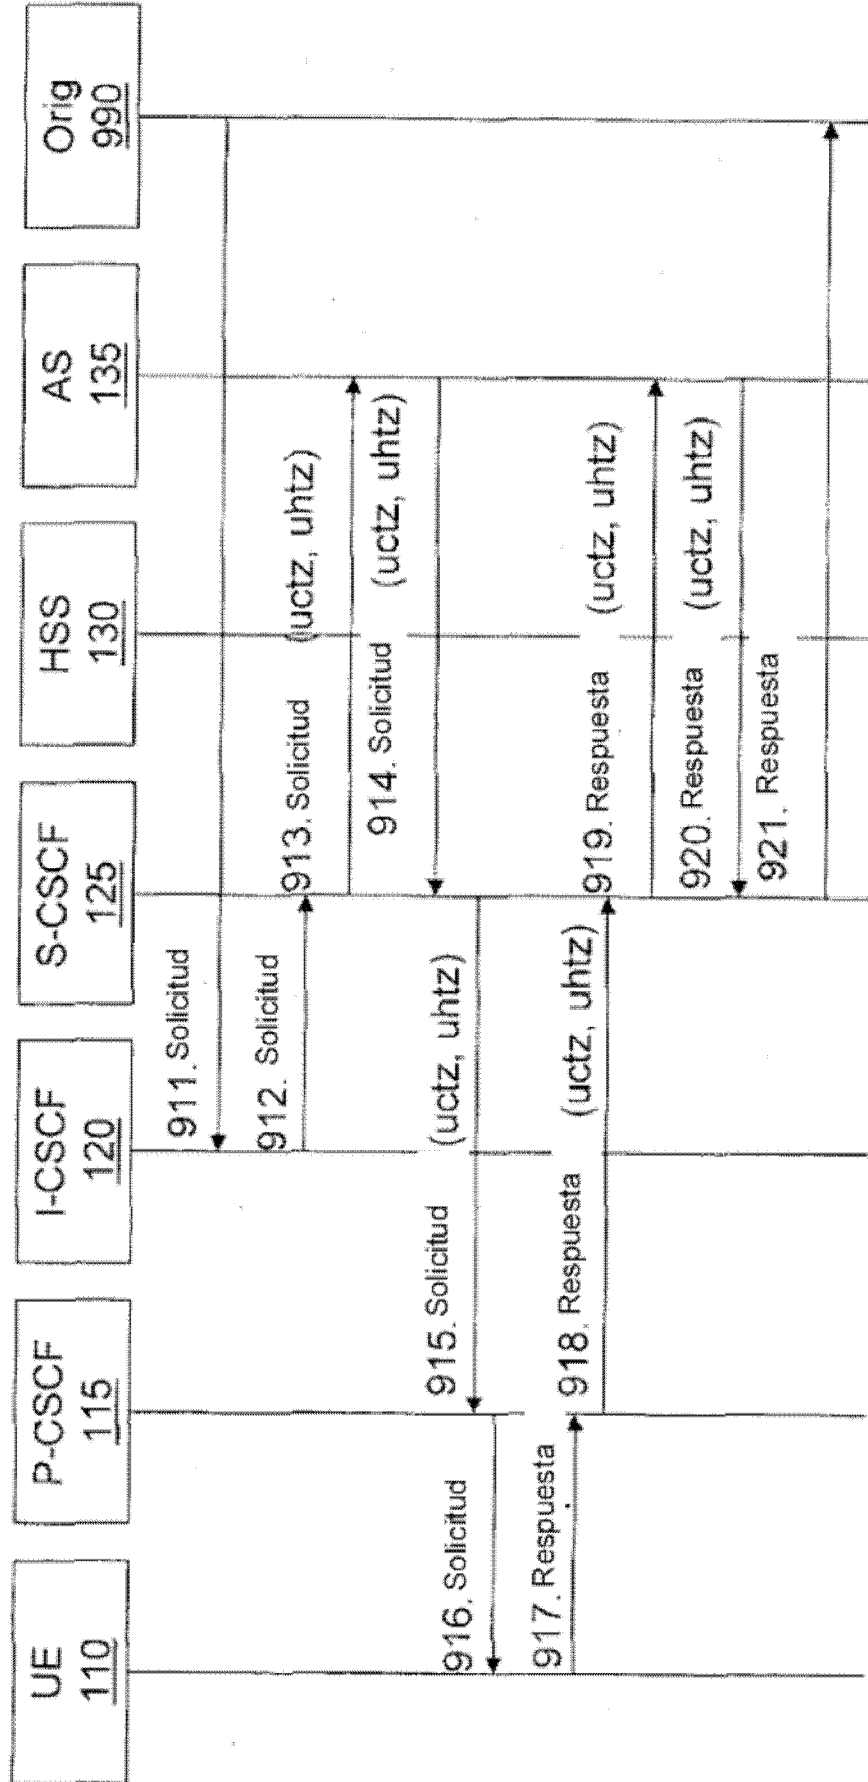 UE
110
P-CSCF
115
I-CSCF
120
S-CSCF
125
HSS
130
AS
135
Orig
990
911. Solicitud
912. Solicitud
913. Solicitud (uctz, uhtz)
914. Solicitud (uctz, uhtz)
915. Solicitud (uctz, uhtz)
916. Solicitud
917. Respuesta
918. Respuesta (uctz, uhtz)
919. Respuesta (uctz, uhtz)
920. Respuesta (uctz, uhtz)
921. Respuesta